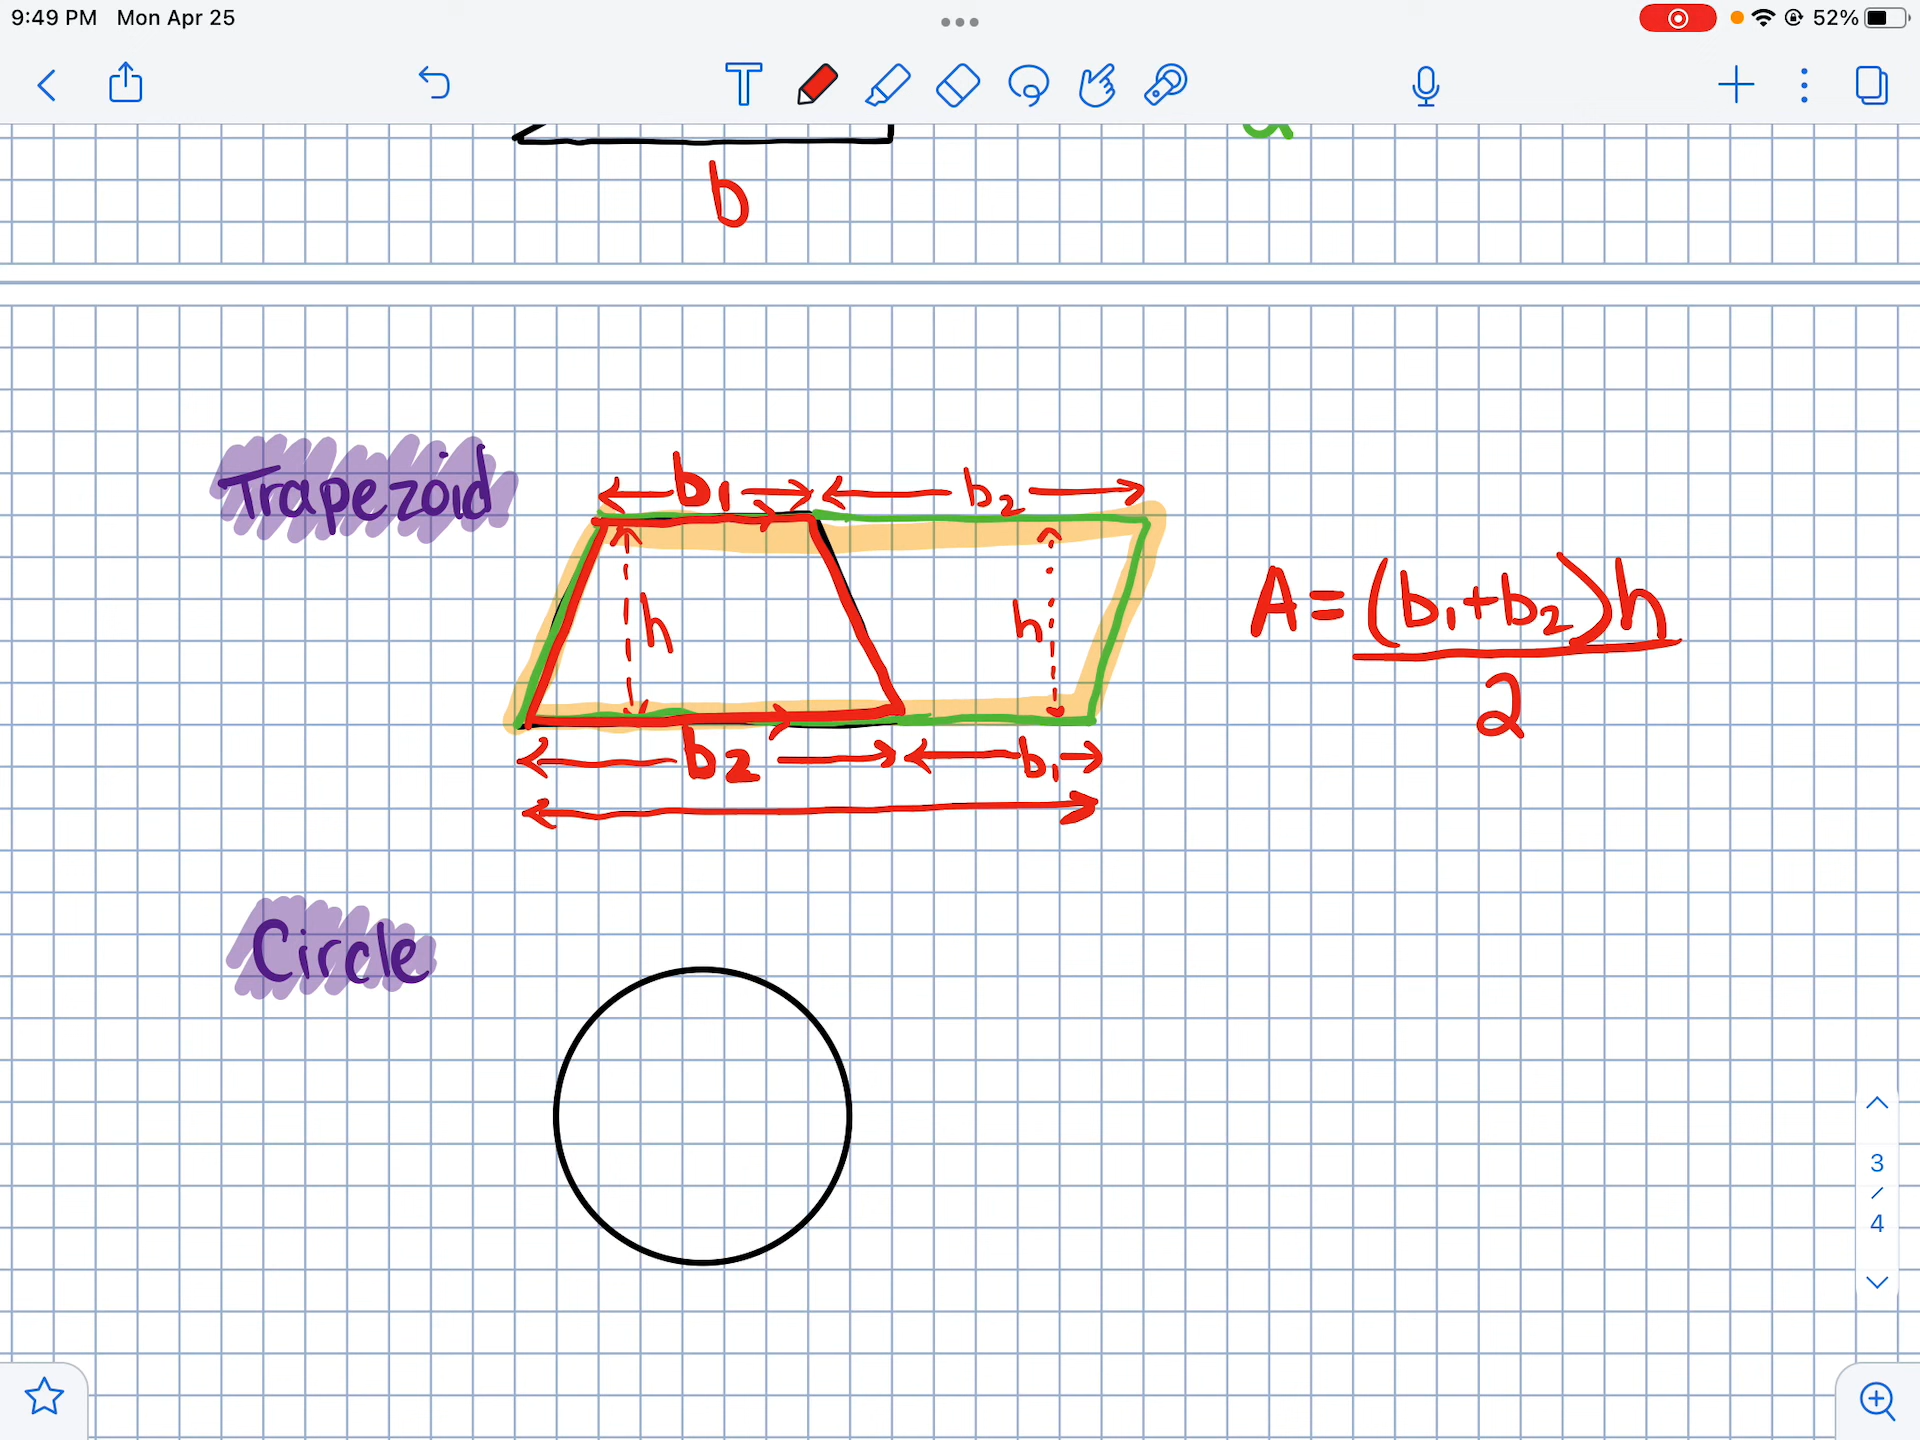 9:49 PM Mon Apr 25
52%
T
b
Trapezoid
b₁ b₂
h h
A = (b₁+b₂)h
2
b₂ b₁
Circle
3
/
4